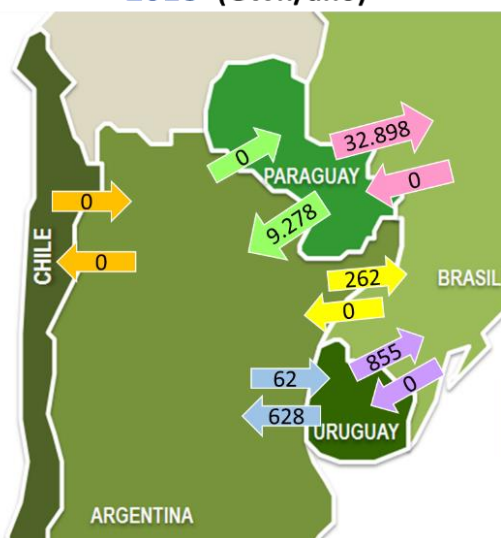 0
PARAGUAY
32.898
0
0
0
9.278
CHILE
262
0
BRASIL
855
0
62
628
URUGUAY
ARGENTINA